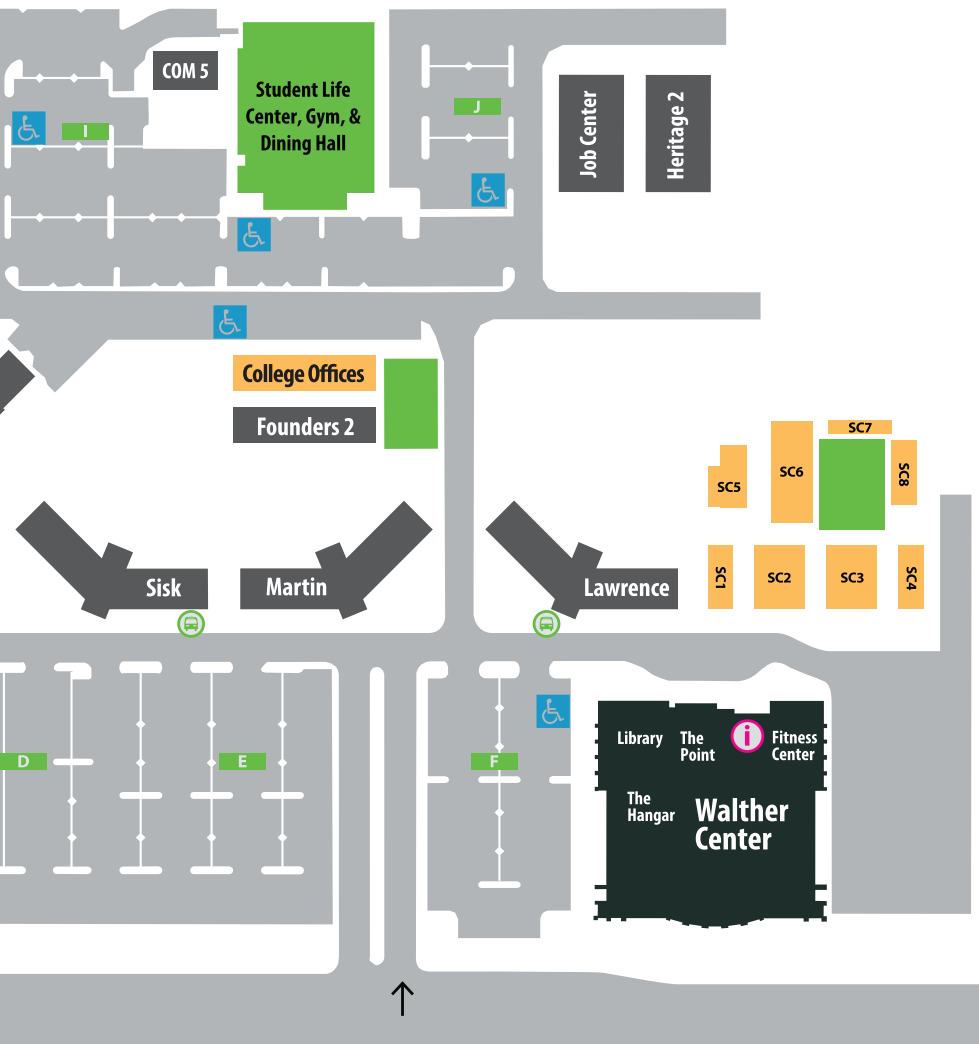 COM 5
Student Life
Center, Gym, &
Dining Hall
J
I
Job Center
Heritage 2
College Offices
Founders 2
SC7
SC6
SC8
SC5
SC1
SC2
SC3
SC4
Sisk
Martin
Lawrence
D
E
F
Library
The
Point
i
Fitness
Center
The
Hangar
Walther
Center